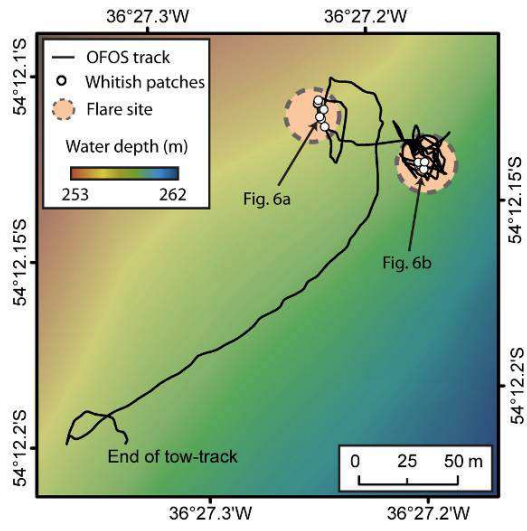 36°27.3'W 36°27.2'W
54°12.1'S
OFOS track
Whitish patches
Flare site
Water depth (m)
253 262
Fig. 6a
Fig. 6b
54°12.15'S
54°12.15'S
54°12.2'S
54°12.2'S
End of tow-track
0 25 50 m
36°27.3'W 36°27.2'W